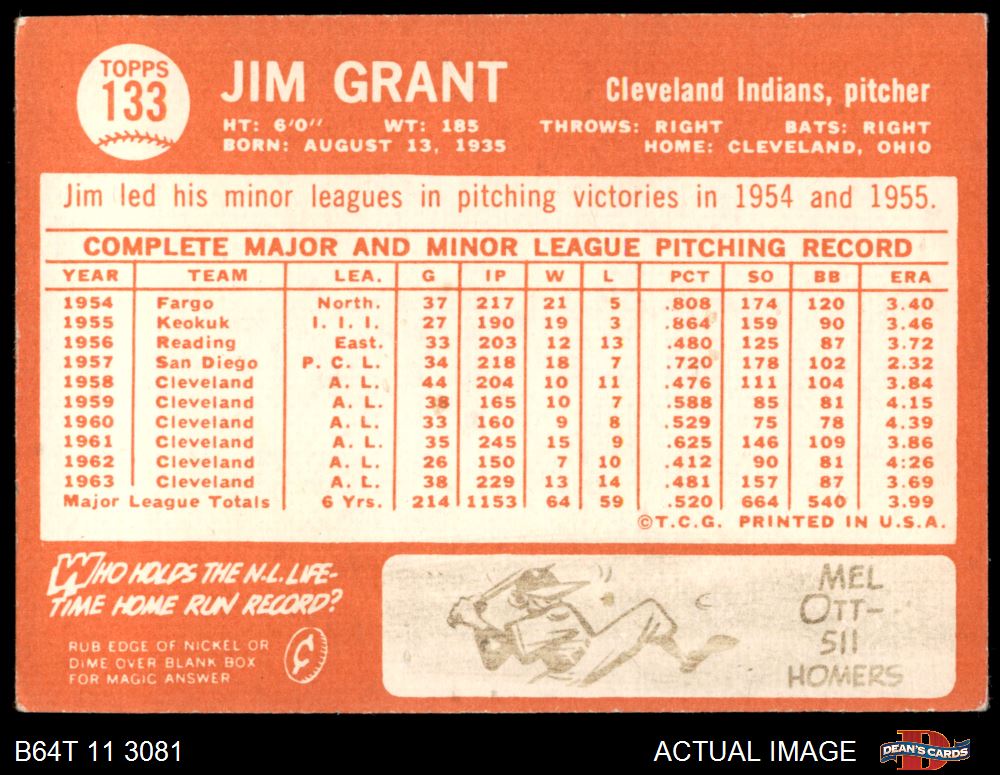 TOPPS
133
JIM GRANT
Cleveland Indians, pitcher
HT: 6'0" WT: 185 THROWS: RIGHT BATS: RIGHT
BORN: AUGUST 13, 1935 HOME: CLEVELAND, OHIO
Jim led his minor leagues in pitching victories in 1954 and 1955.
COMPLETE MAJOR AND MINOR LEAGUE PITCHING RECORD
YEAR TEAM LEA. G IP W L PCT SO BB ERA
1954 Fargo North. 37 217 21 5 .808 174 120 3.40
1955 Keokuk I. I. I. 27 190 19 3 .864 159 90 3.46
1956 Reading East. 33 203 12 13 .480 125 87 3.72
1957 San Diego P. C. L. 34 218 18 7 .720 178 102 2.32
1958 Cleveland A. L. 44 204 10 11 .476 111 104 3.84
1959 Cleveland A. L. 38 165 10 7 .588 85 81 4.15
1960 Cleveland A. L. 33 160 9 8 .529 75 78 4.39
1961 Cleveland A. L. 35 245 15 9 .625 146 109 3.86
1962 Cleveland A. L. 26 150 7 10 .412 90 81 4:26
1963 Cleveland A. L. 38 229 13 14 .481 157 87 3.69
Major League Totals 6 Yrs. 214 1153 64 59 .520 664 540 3.99
©T.C.G. PRINTED IN U.S.A.
WHO HOLDS THE N.L. LIFE-
TIME HOME RUN RECORD?
RUB EDGE OF NICKEL OR
DIME OVER BLANK BOX
FOR MAGIC ANSWER
¢
MEL
OTT-
511
HOMERS
B64T 11 3081
ACTUAL IMAGE
DEAN'S CARDS